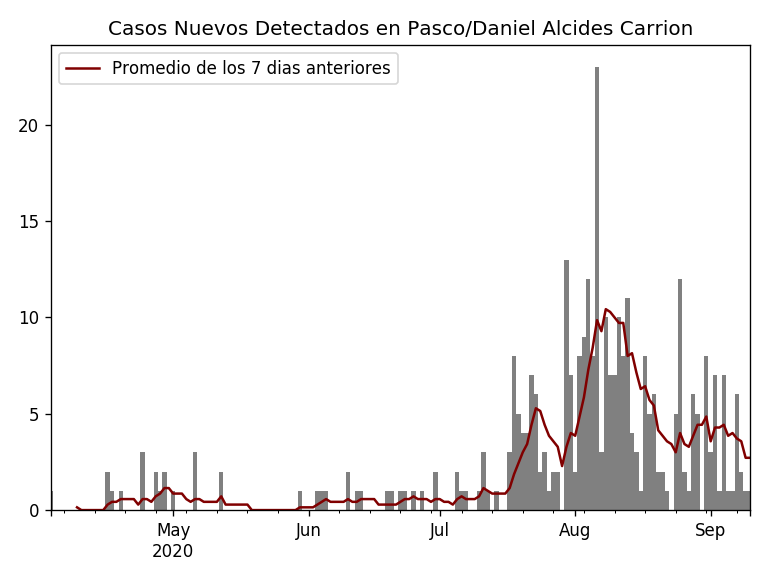 Casos Nuevos Detectados en Pasco/Daniel Alcides Carrion
Promedio de los 7 dias anteriores
20
15
10
5
0
May
2020
Jun
Jul
Aug
Sep